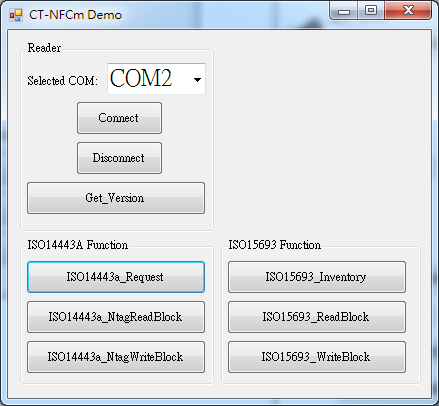 CT-NFCm Demo
Reader
Selected COM: COM2
Connect
Disconnect
Get_Version
ISO14443A Function
ISO14443a_Request
ISO14443a_NtagReadBlock
ISO14443a_NtagWriteBlock
ISO15693 Function
ISO15693_Inventory
ISO15693_ReadBlock
ISO15693_WriteBlock